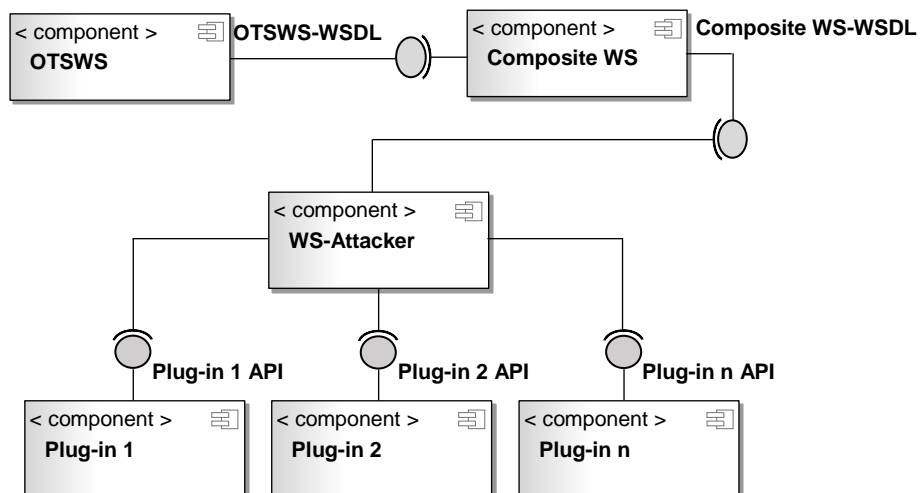 < component >
OTSWS
OTSWS-WSDL
< component >
Composite WS
Composite WS-WSDL
< component >
WS-Attacker
Plug-in 1 API
Plug-in 2 API
Plug-in n API
< component >
Plug-in 1
< component >
Plug-in 2
< component >
Plug-in n